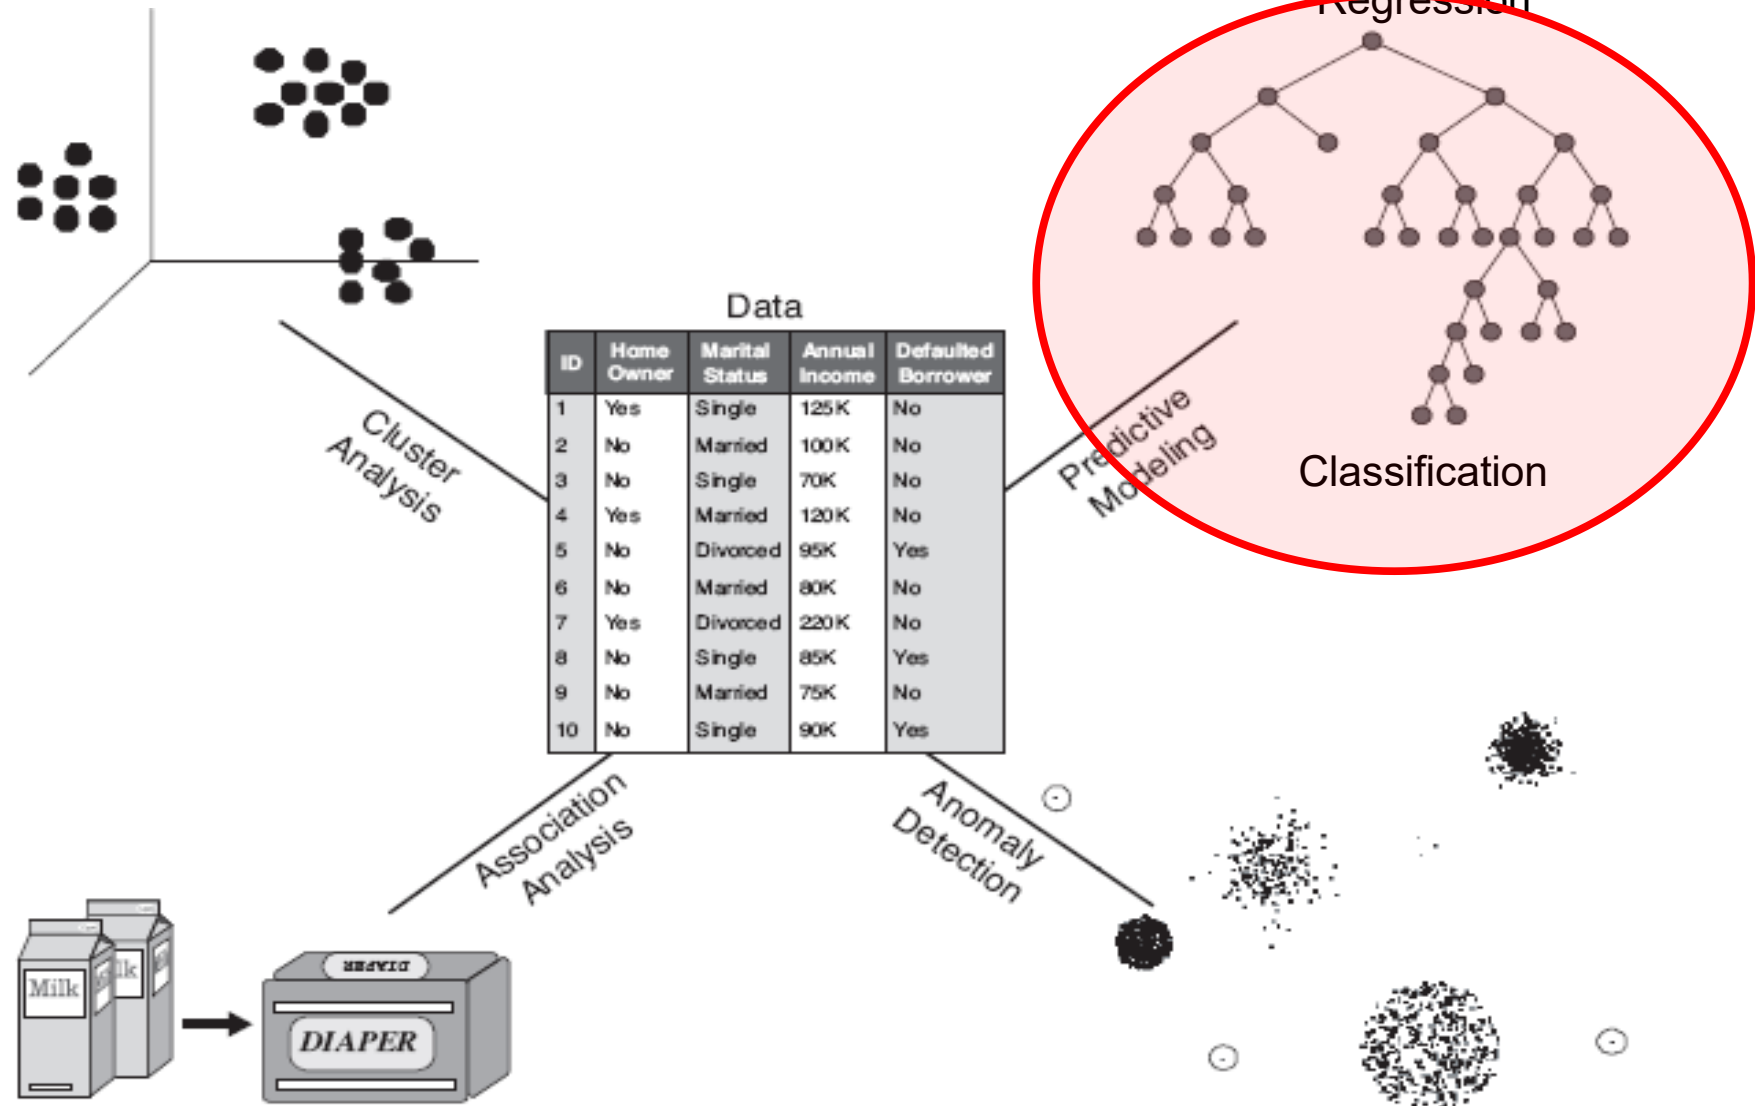 Regression
Data
ID Home Owner Marital Status Annual Income Defaulted Borrower
1 Yes Single 125K No
2 No Married 100K No
3 No Single 70K No
4 Yes Married 120K No
5 No Divorced 95K Yes
6 No Married 80K No
7 Yes Divorced 220K No
8 No Single 85K Yes
9 No Married 75K No
10 No Single 90K Yes
Cluster
Analysis
Predictive
Modeling
Classification
Association
Analysis
Anomaly
Detection
Milk
lk
DIAPER
DIAPER